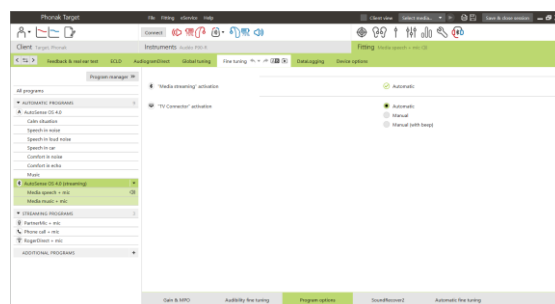 Phonak Target
File Fitting eService Help
Client view Select media... Save & close session
Connect
Client Target, Phonak
Instruments Audéo P90-R
Fitting Media speech + mic
Feedback & real ear test ECLD AudiogramDirect Global tuning Fine tuning DataLogging Device options
Program manager
All programs
AUTOMATIC PROGRAMS
AutoSense OS 4.0
Calm situation
Speech in noise
Speech in loud noise
Speech in car
Comfort in noise
Comfort in echo
Music
AutoSense OS 4.0 (streaming)
Media speech + mic
Media music + mic
STREAMING PROGRAMS
PartnerMic + mic
Phone call + mic
RogerDirect + mic
ADDITIONAL PROGRAMS +
"Media streaming" activation
Automatic
"TV Connector" activation
Automatic
Manual
Manual (with beep)
Gain & MPO Audibility fine tuning Program options SoundRecover2 Automatic fine tuning